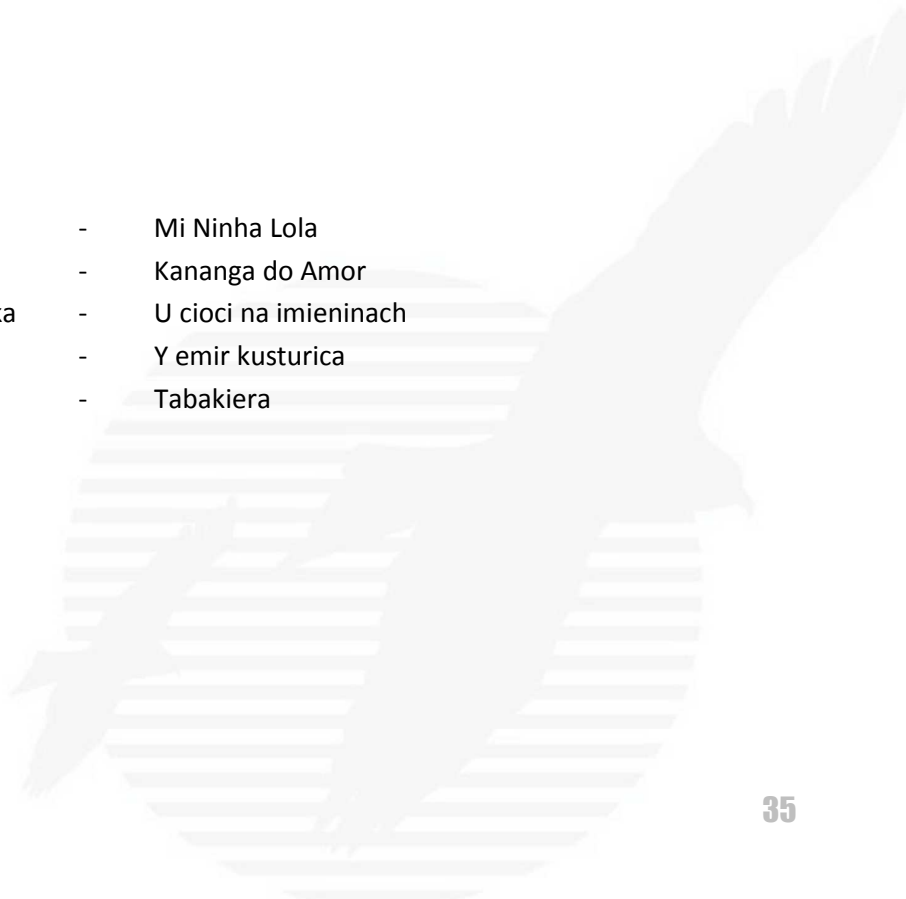 - Mi Ninha Lola
- Kananga do Amor
ka - U cioci na imieninach
- Y emir kusturica
- Tabakiera
35